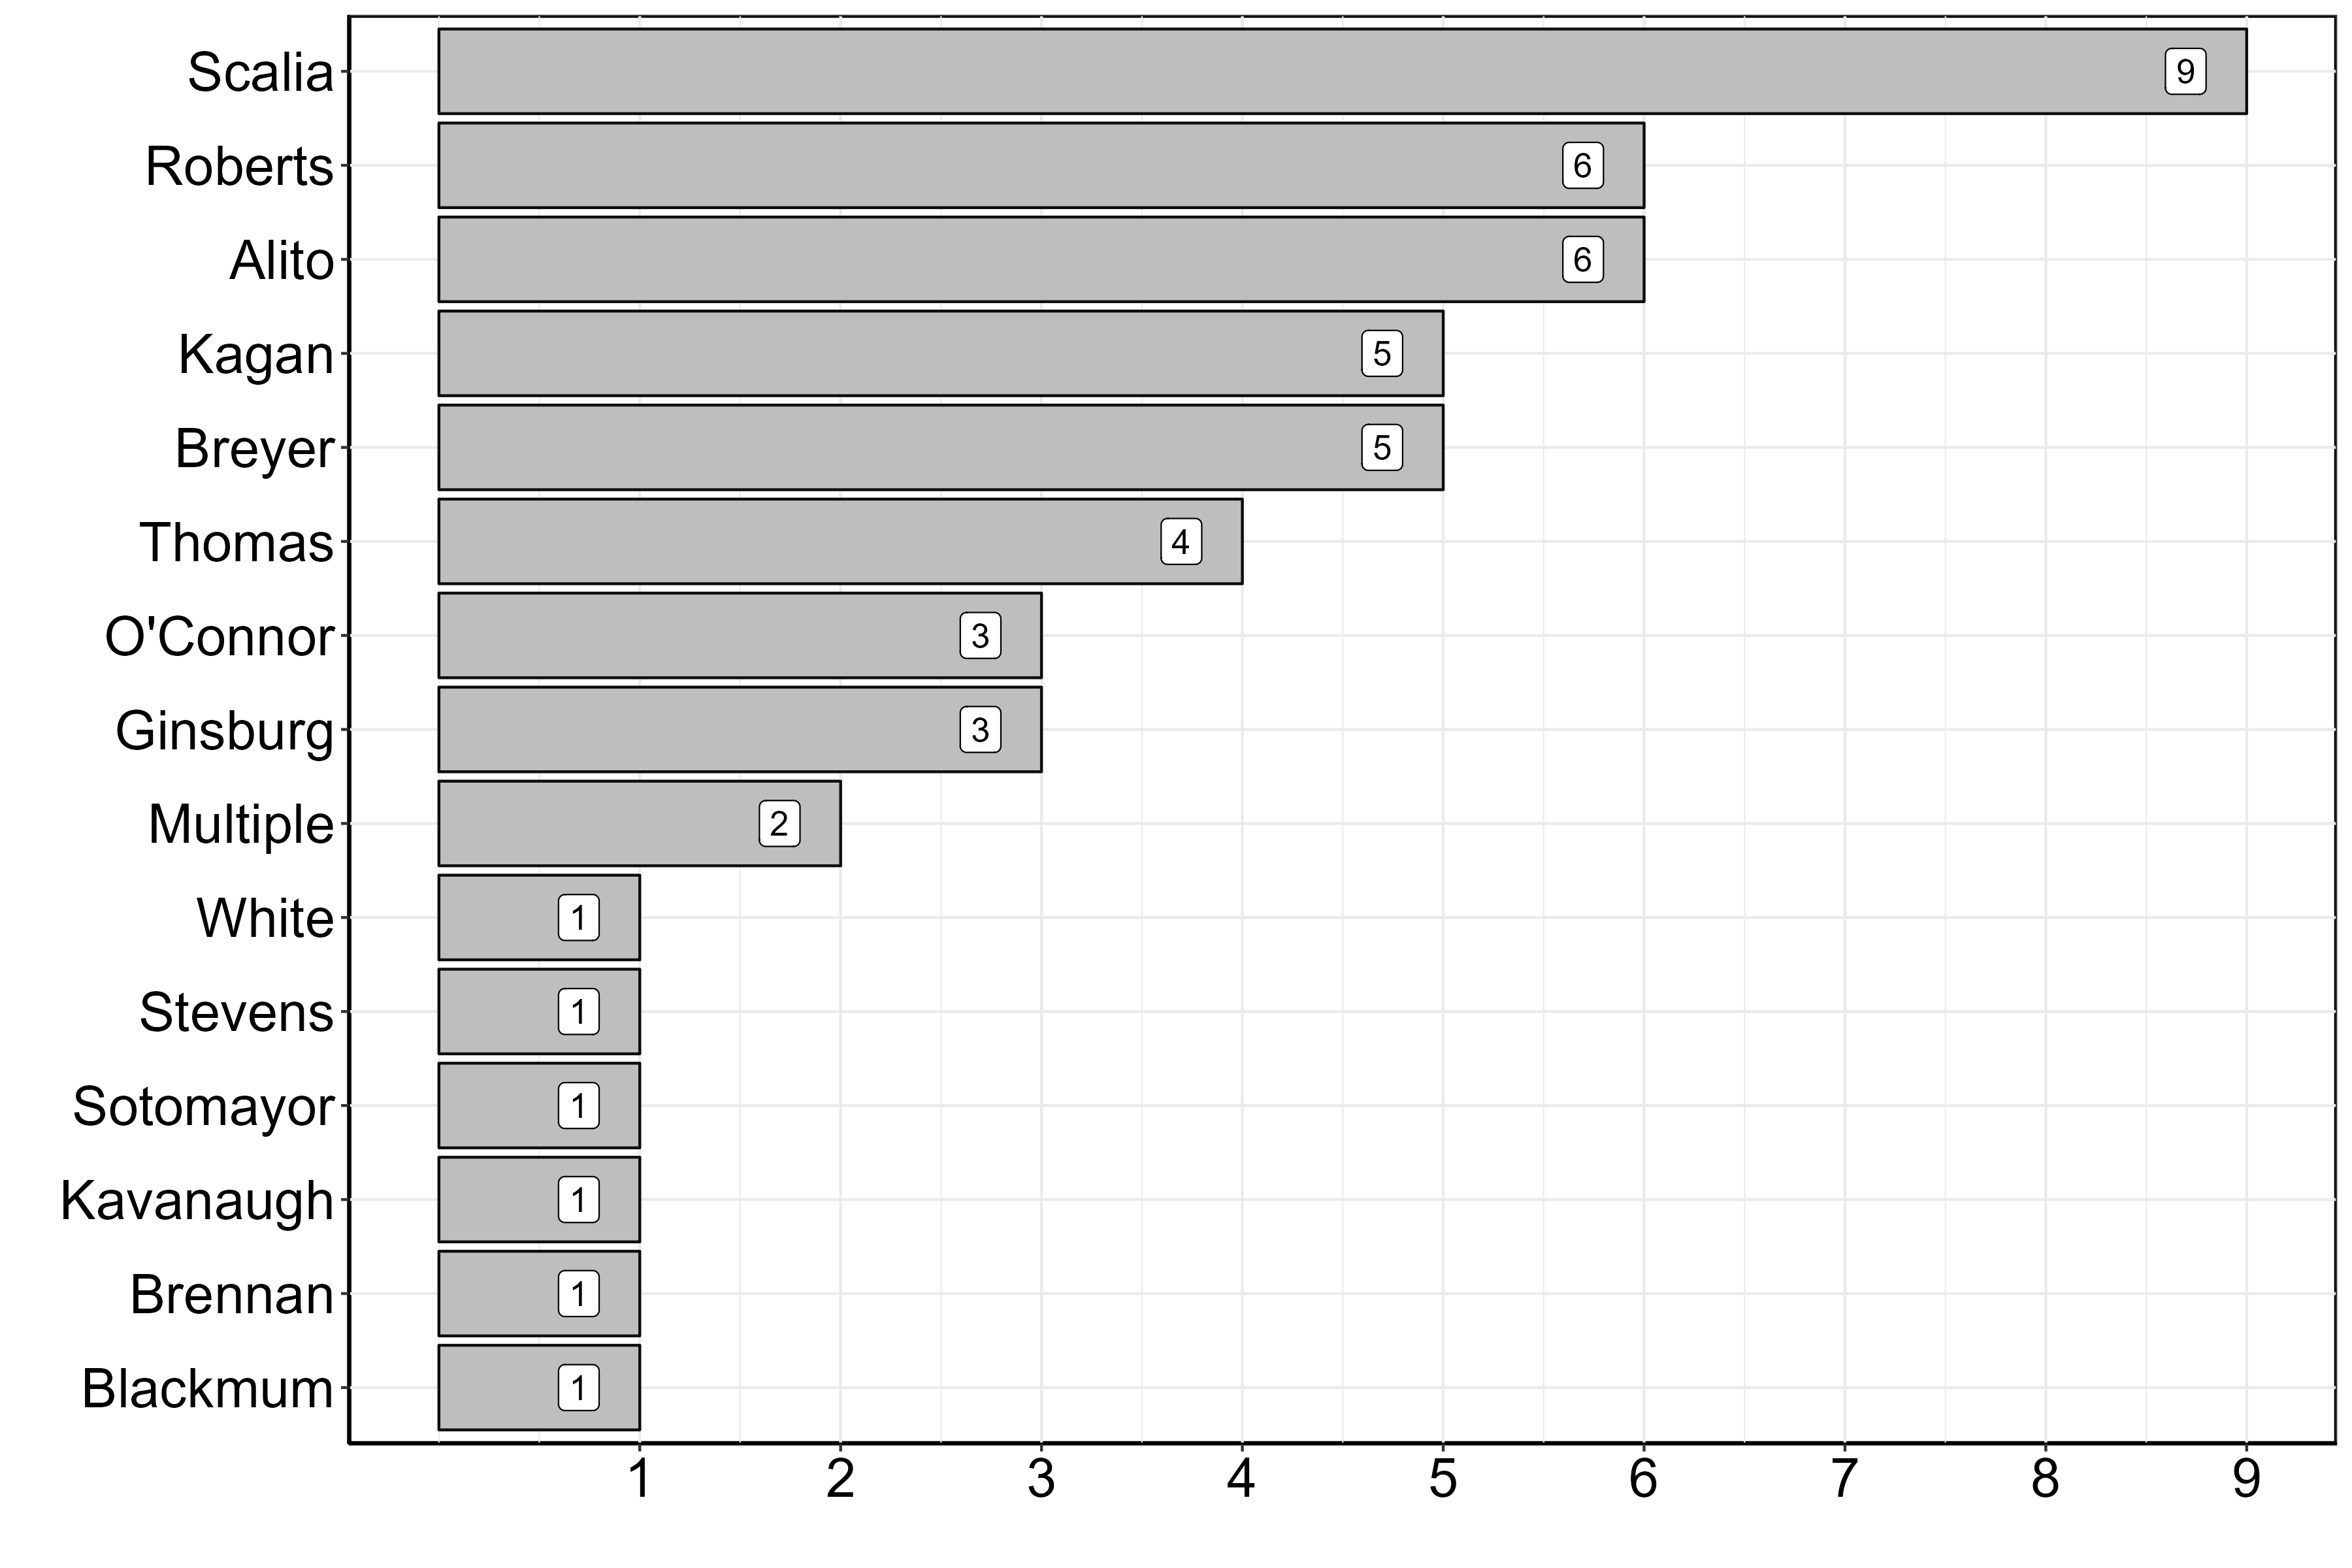 Scalia 9
Roberts 6
Alito 6
Kagan 5
Breyer 5
Thomas 4
O'Connor 3
Ginsburg 3
Multiple 2
White 1
Stevens 1
Sotomayor 1
Kavanaugh 1
Brennan 1
Blackmum 1
1 2 3 4 5 6 7 8 9